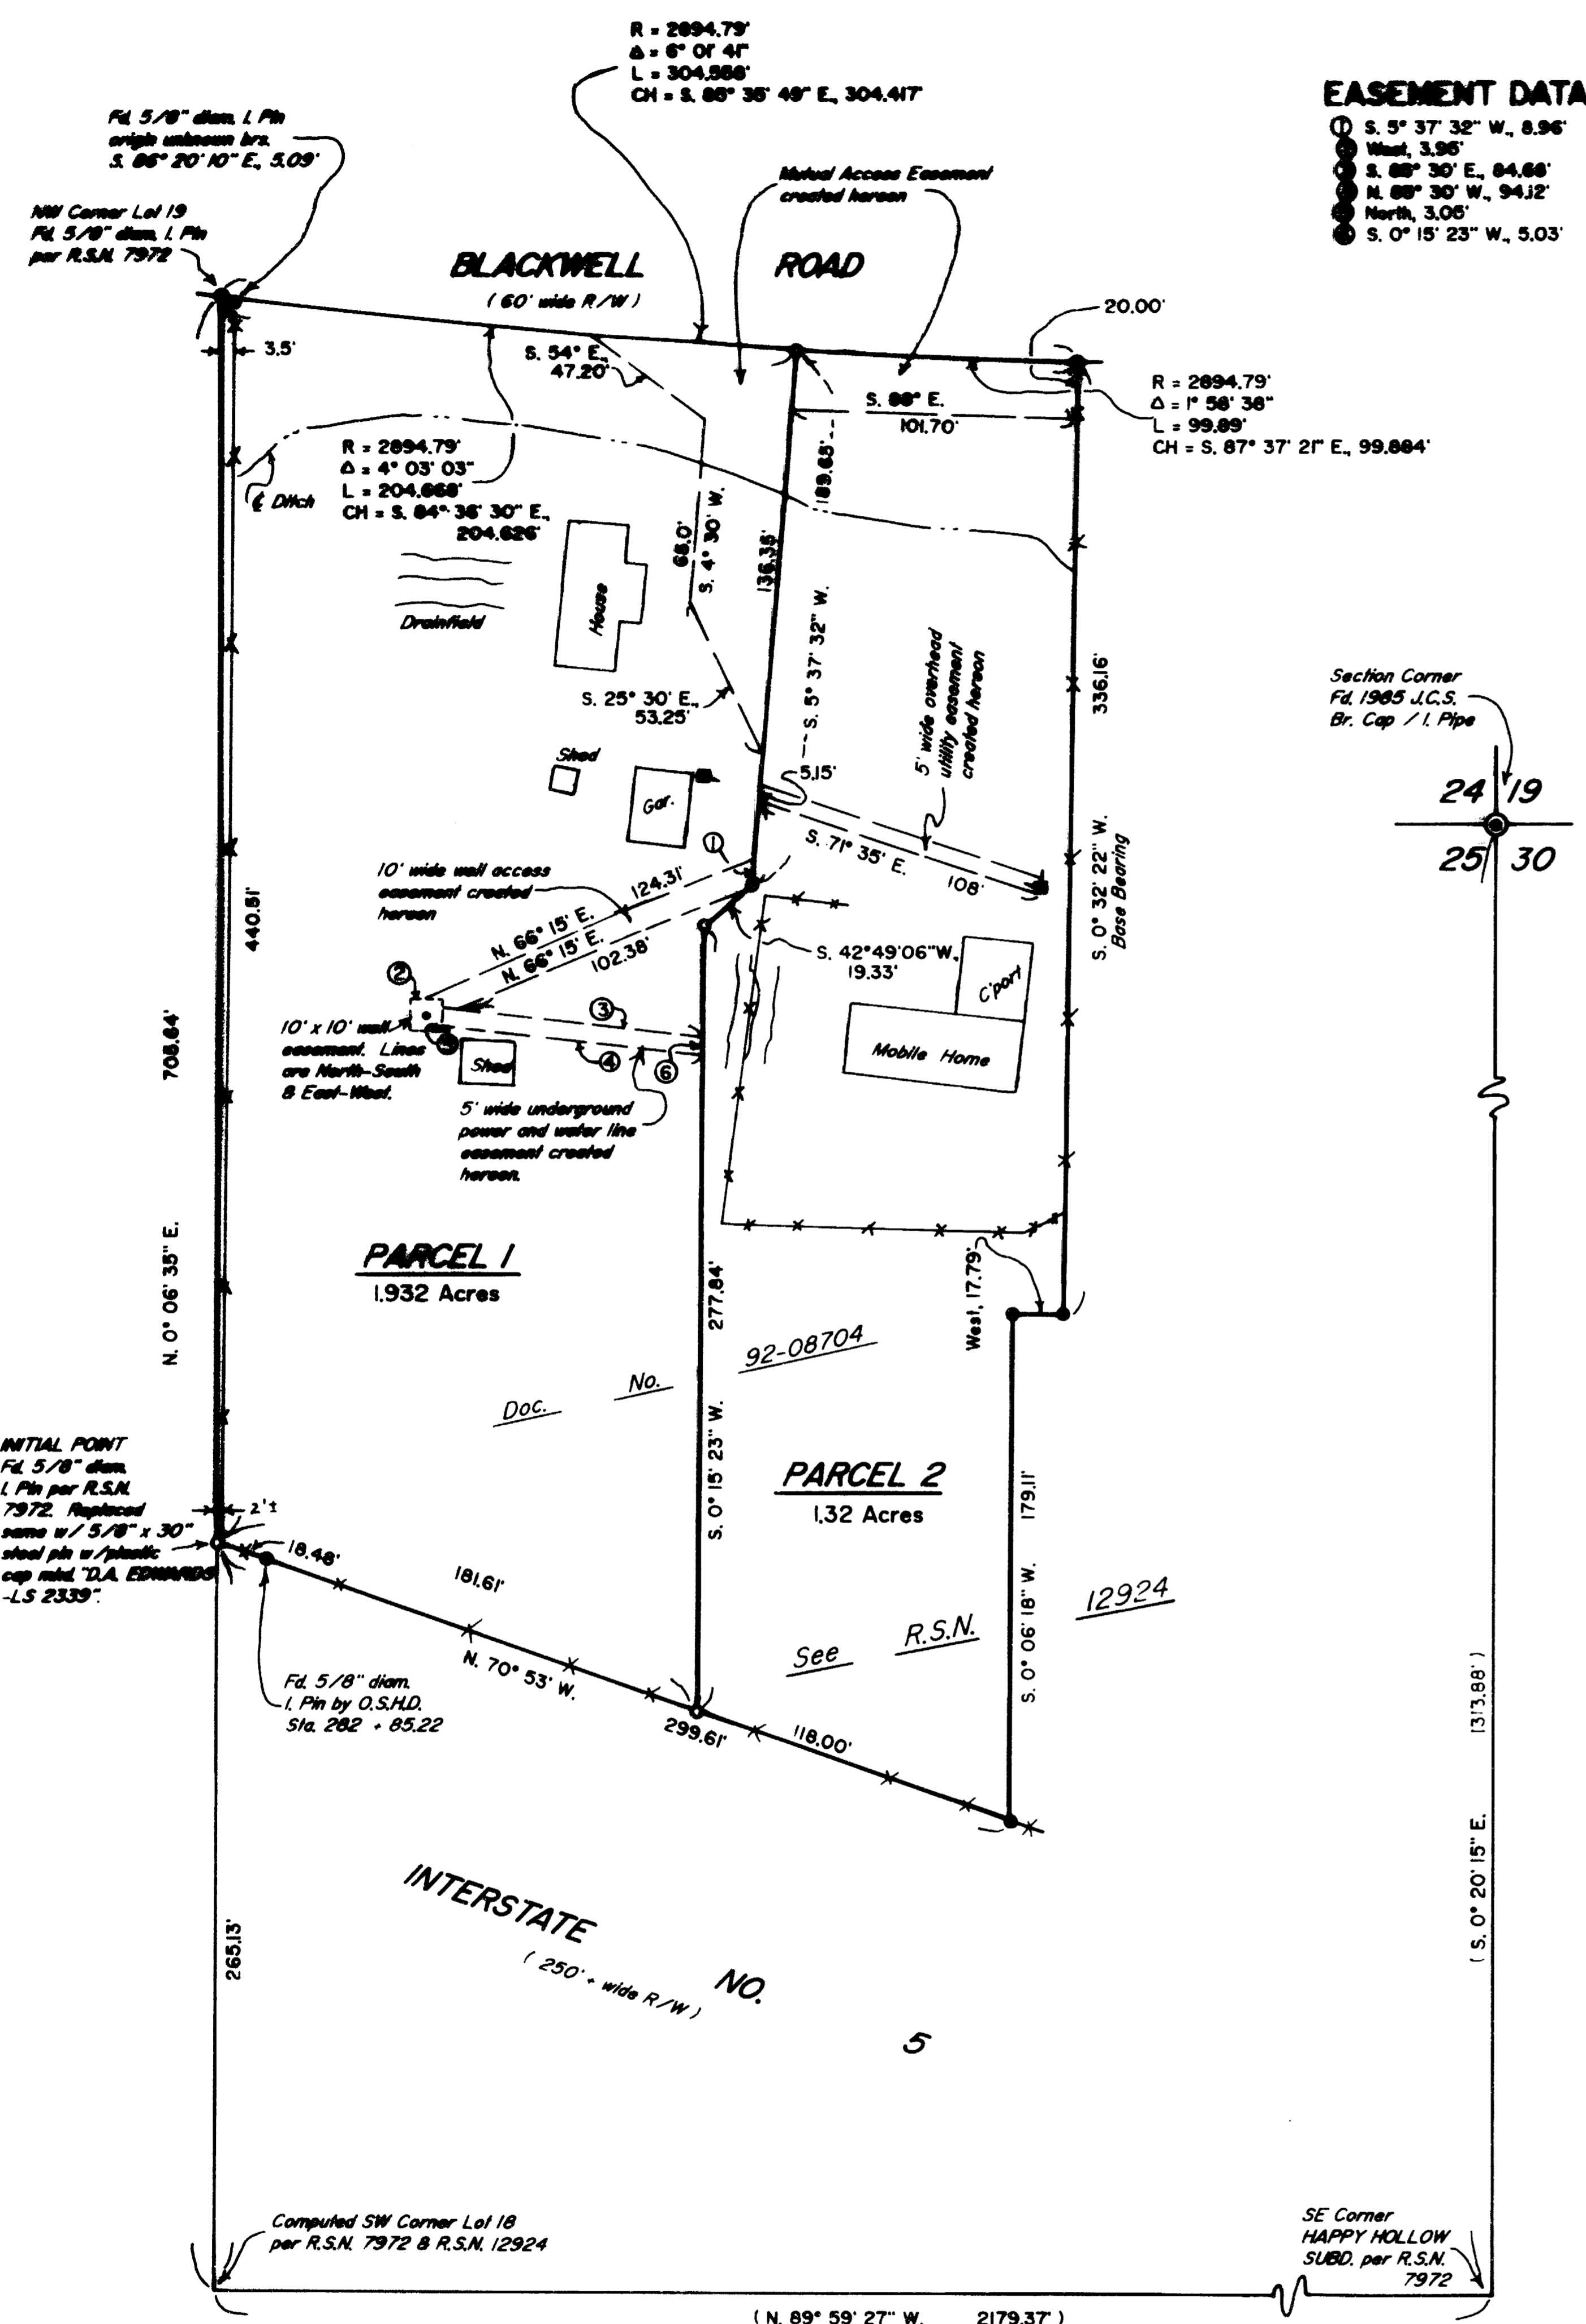 R = 2894.79'
Δ = 6° 01' 41"
L = 304.558'
CH = S. 85° 35' 49" E., 304.417'
EASEMENT DATA
① S. 5° 37' 32" W., 8.96'
West, 3.95'
30' E., 84.68'
30' W., 94.12'
North, 3.05'
S. 0° 15' 23" W., 5.03'
Fd. 5/8" diam. I. Pin
origin unknown brs.
S. 86° 20' 10" E., 5.09'
Mutual Access Easement
created hereon
NW Corner Lot 19
Fd. 5/8" diam. I. Pin
per R.S.N. 7972
BLACKWELL ROAD
( 60' wide R/W )
20.00'
3.5'
S. 54° E.,
47.20'
R = 2894.79'
Δ = 1° 58' 38"
L = 99.89'
CH = S. 87° 37' 21" E., 99.884'
S. 88° E.
101.70'
R = 2894.79'
Δ = 4° 03' 03"
L = 204.668'
CH = S. 84° 36' 30" E.,
204.626'
189.65'
℄ Ditch
65.0'
S. 4° 30' W.
136.35'
House
Drainfield
S. 5° 37' 32" W.
5' wide overhead
utility easement
created hereon
336.16'
S. 25° 30' E.,
53.25'
Section Corner
Fd. 1985 J.C.S.
Br. Cap / I. Pipe
Shed
Gar.
5.15'
24 19
25 30
S. 71° 35' E.
108'
S. 0° 32' 22" W.
Base Bearing
①
10' wide well access
easement created
hereon
124.31'
N. 66° 15' E.
N. 66° 15' E.
102.38'
440.51'
S. 42°49'06"W.,
19.33'
C'port
②
③
10' x 10' well
easement. Lines
are North-South
& East-West.
Shed
④
⑥
Mobile Home
705.64'
5' wide underground
power and water line
easement created
hereon.
N. 0° 06' 35" E.
PARCEL 1
1.932 Acres
277.84'
West, 17.79'
Doc. No. 92-08704
S. 0° 15' 23" W.
INITIAL POINT
Fd. 5/8" diam.
I. Pin per R.S.N.
7972. Replaced
same w/ 5/8" x 30"
steel pin w/plastic
cap mkd. "D.A. EDWARDS
-LS 2339".
PARCEL 2
1.32 Acres
179.11'
2'±
18.48'
181.61'
N. 70° 53' W.
S. 0° 06' 18" W.
See R.S.N. 12924
Fd. 5/8" diam.
I. Pin by O.S.H.D.
Sta. 282 + 85.22
299.61'
118.00'
1313.88' )
( S. 0° 20' 15" E.
INTERSTATE NO. 5
( 250' + wide R/W )
265.13'
Computed SW Corner Lot 18
per R.S.N. 7972 & R.S.N. 12924
SE Corner
HAPPY HOLLOW
SUBD. per R.S.N.
7972
( N. 89° 59' 27" W. 2179.37' )